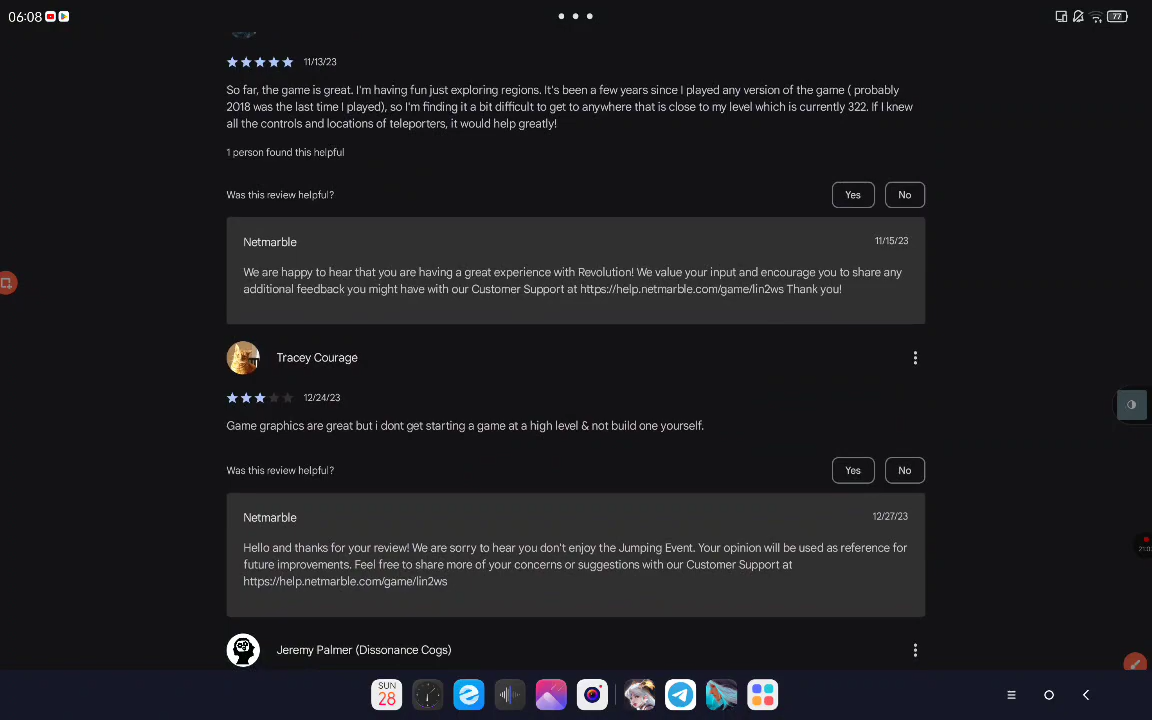 06:08
77
11/13/23
So far, the game is great. I'm having fun just exploring regions. It's been a few years since I played any version of the game ( probably
2018 was the last time I played), so I'm finding it a bit difficult to get to anywhere that is close to my level which is currently 322. If I knew
all the controls and locations of teleporters, it would help greatly!
1 person found this helpful
Was this review helpful?
Yes
No
Netmarble
11/15/23
We are happy to hear that you are having a great experience with Revolution! We value your input and encourage you to share any
additional feedback you might have with our Customer Support at https://help.netmarble.com/game/lin2ws Thank you!
Tracey Courage
12/24/23
Game graphics are great but i dont get starting a game at a high level & not build one yourself.
Was this review helpful?
Yes
No
Netmarble
12/27/23
Hello and thanks for your review! We are sorry to hear you don't enjoy the Jumping Event. Your opinion will be used as reference for
future improvements. Feel free to share more of your concerns or suggestions with our Customer Support at
https://help.netmarble.com/game/lin2ws
Jeremy Palmer (Dissonance Cogs)
SUN
28